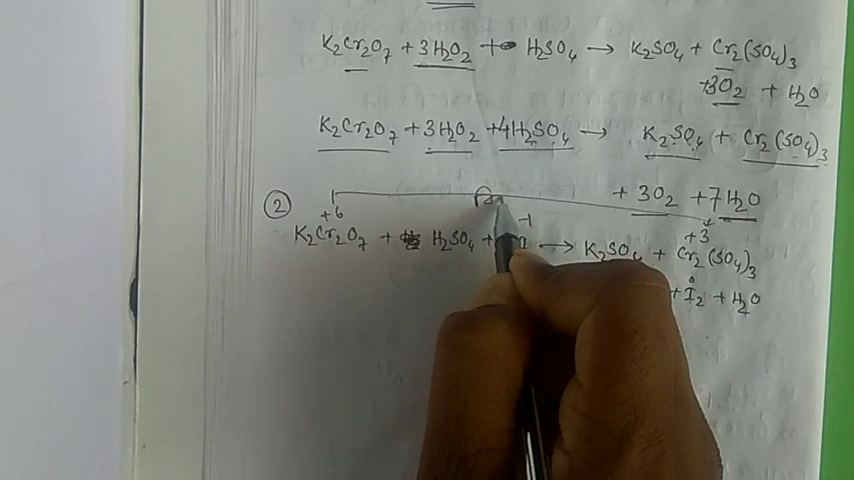 K2Cr2O7 + 3H2O2 + H2SO4 → K2SO4 + Cr2(SO4)3
+3O2 + H2O
K2Cr2O7 + 3H2O2 + 4H2SO4 → K2SO4 + Cr2(SO4)3
+ 3O2 + 7H2O
②
+6 -1 +3
K2Cr2O7 + H2SO4 + → K2SO4 + Cr2(SO4)3
0
+ I2 + H2O